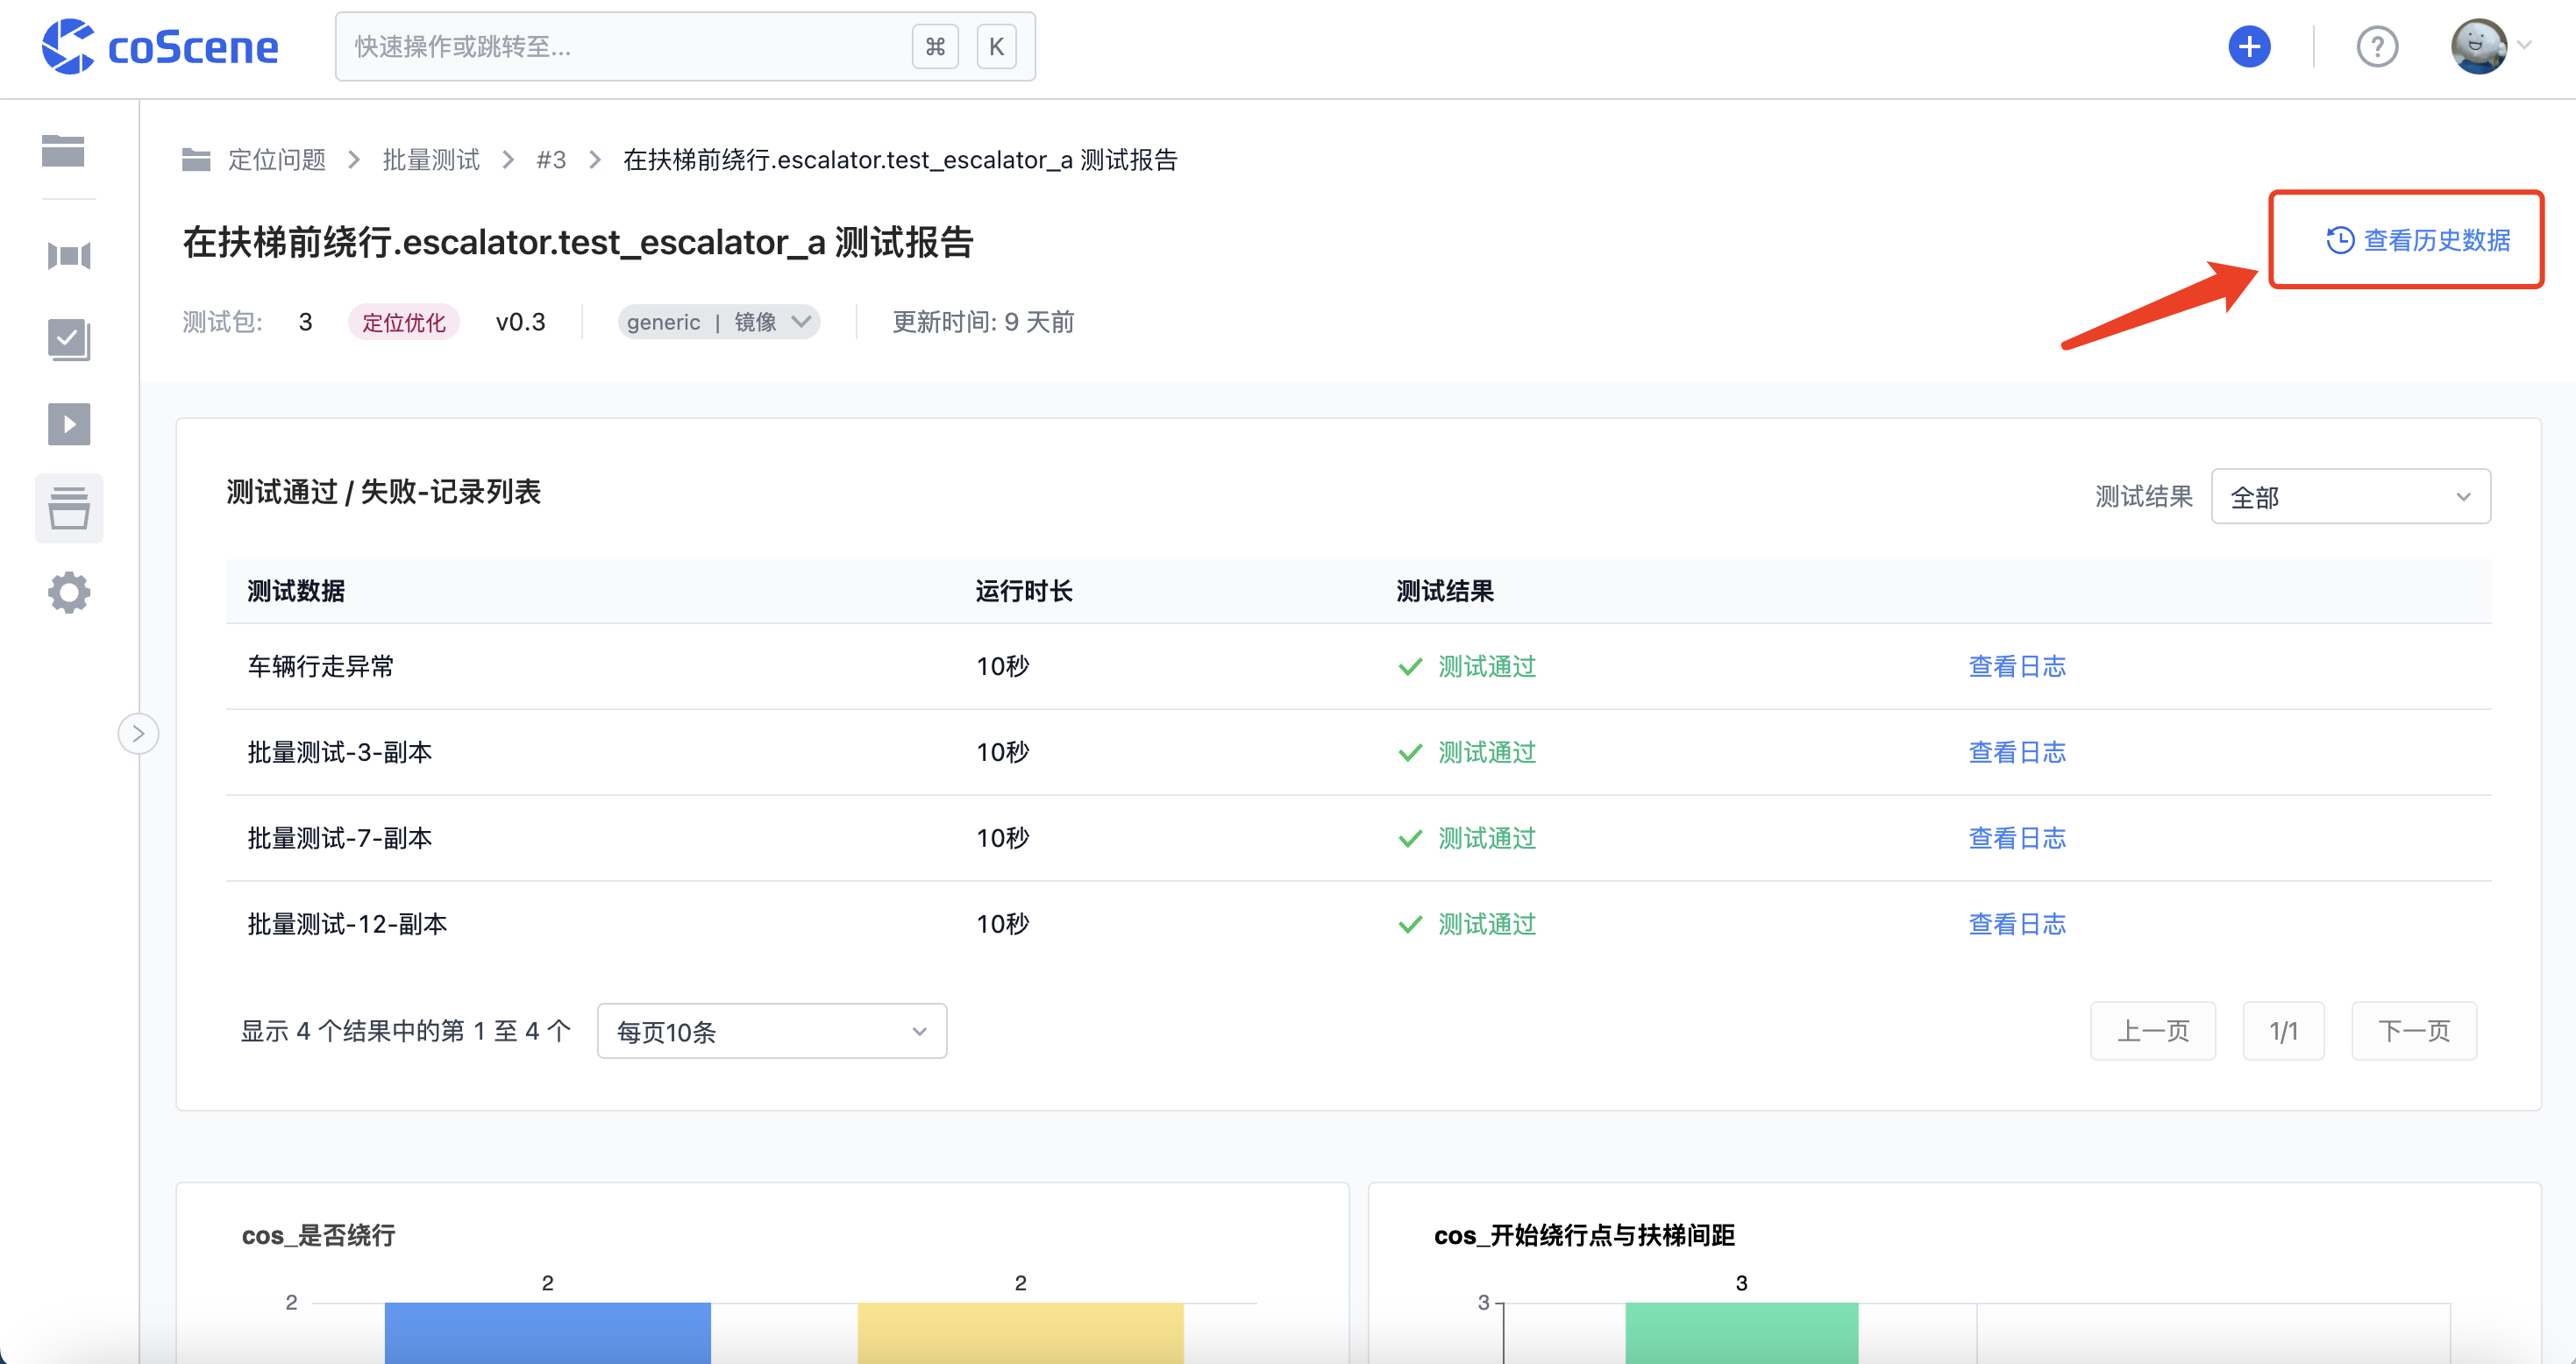 coScene
快速操作或跳转至...
⌘ K
定位问题 > 批量测试 > #3 > 在扶梯前绕行.escalator.test_escalator_a 测试报告
在扶梯前绕行.escalator.test_escalator_a 测试报告
查看历史数据
测试包: 3 定位优化 v0.3 generic | 镜像 更新时间: 9 天前
测试通过 / 失败-记录列表
测试结果 全部
测试数据 运行时长 测试结果
车辆行走异常 10秒 测试通过 查看日志
批量测试-3-副本 10秒 测试通过 查看日志
批量测试-7-副本 10秒 测试通过 查看日志
批量测试-12-副本 10秒 测试通过 查看日志
显示 4 个结果中的第 1 至 4 个 每页10条 上一页 1/1 下一页
cos_是否绕行
2 2
2
cos_开始绕行点与扶梯间距
3
3